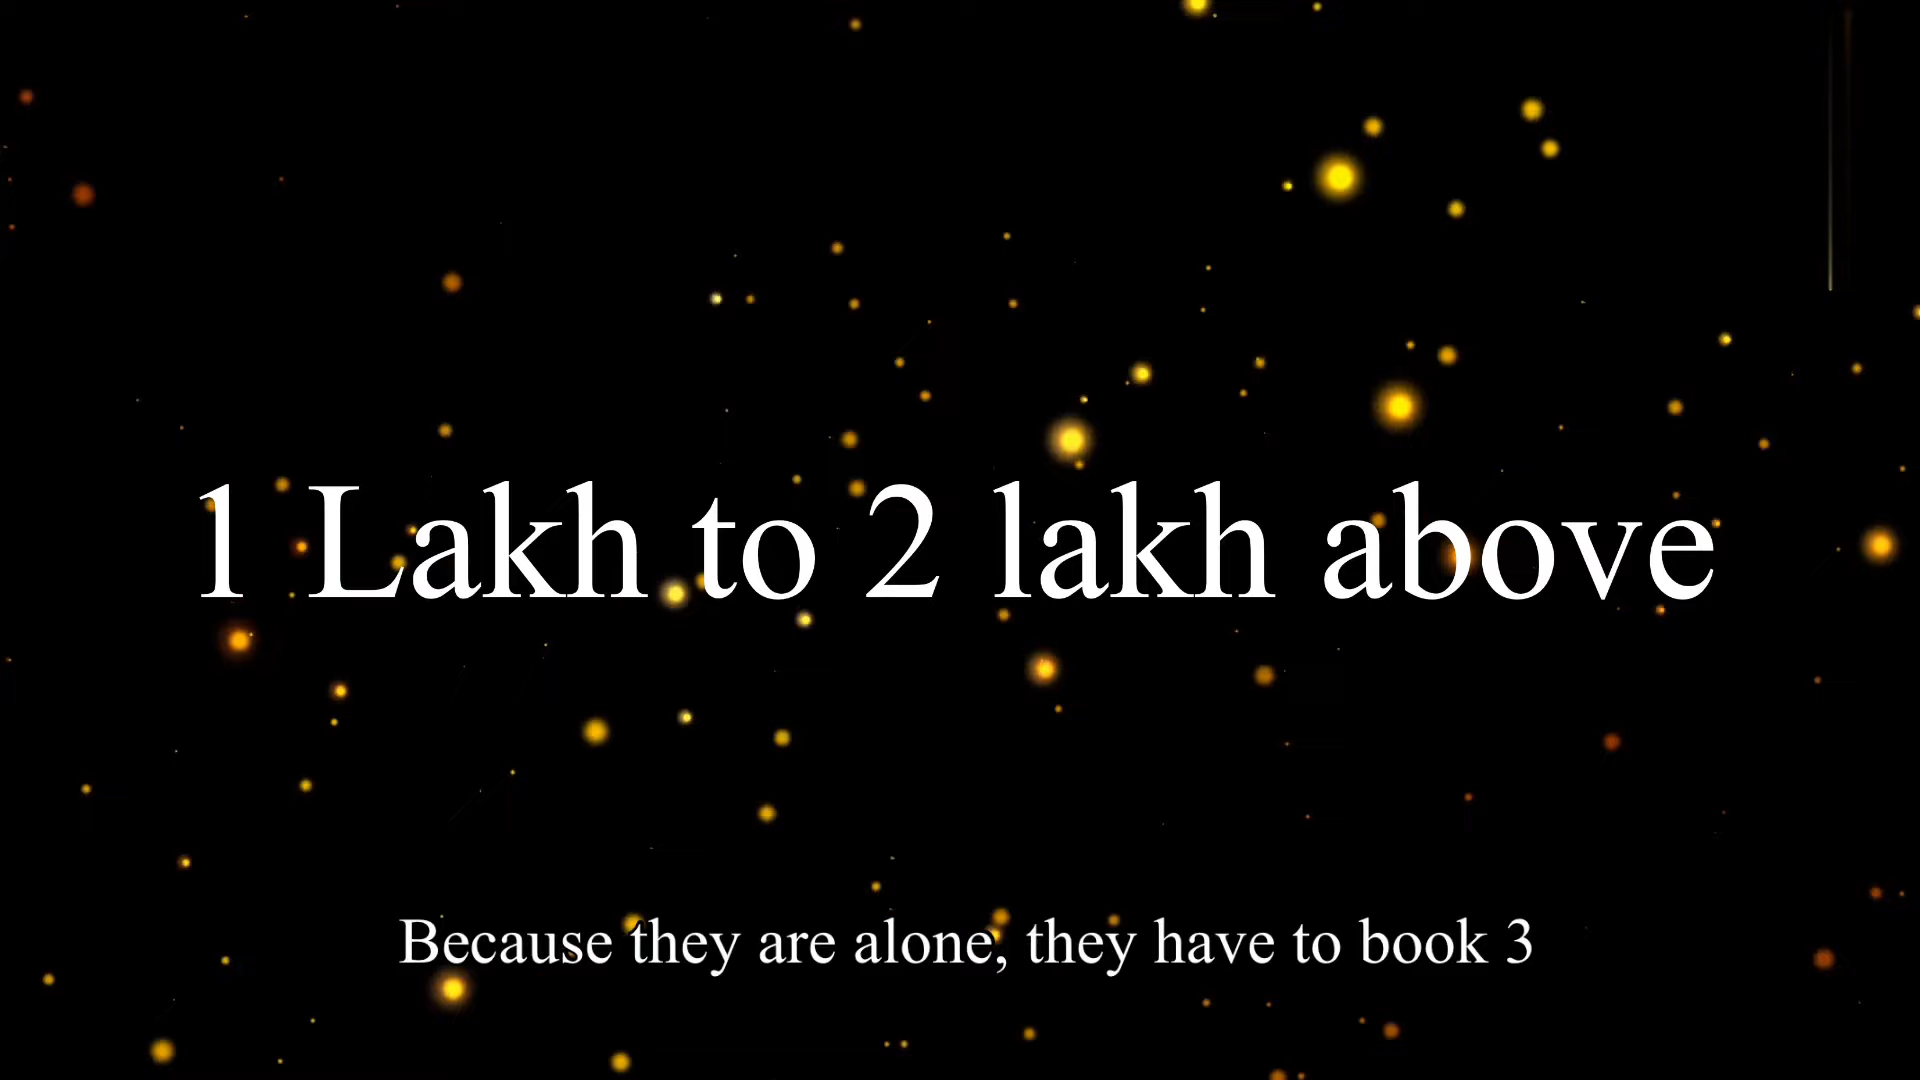 1 Lakh to 2 lakh above
Because they are alone, they have to book 3